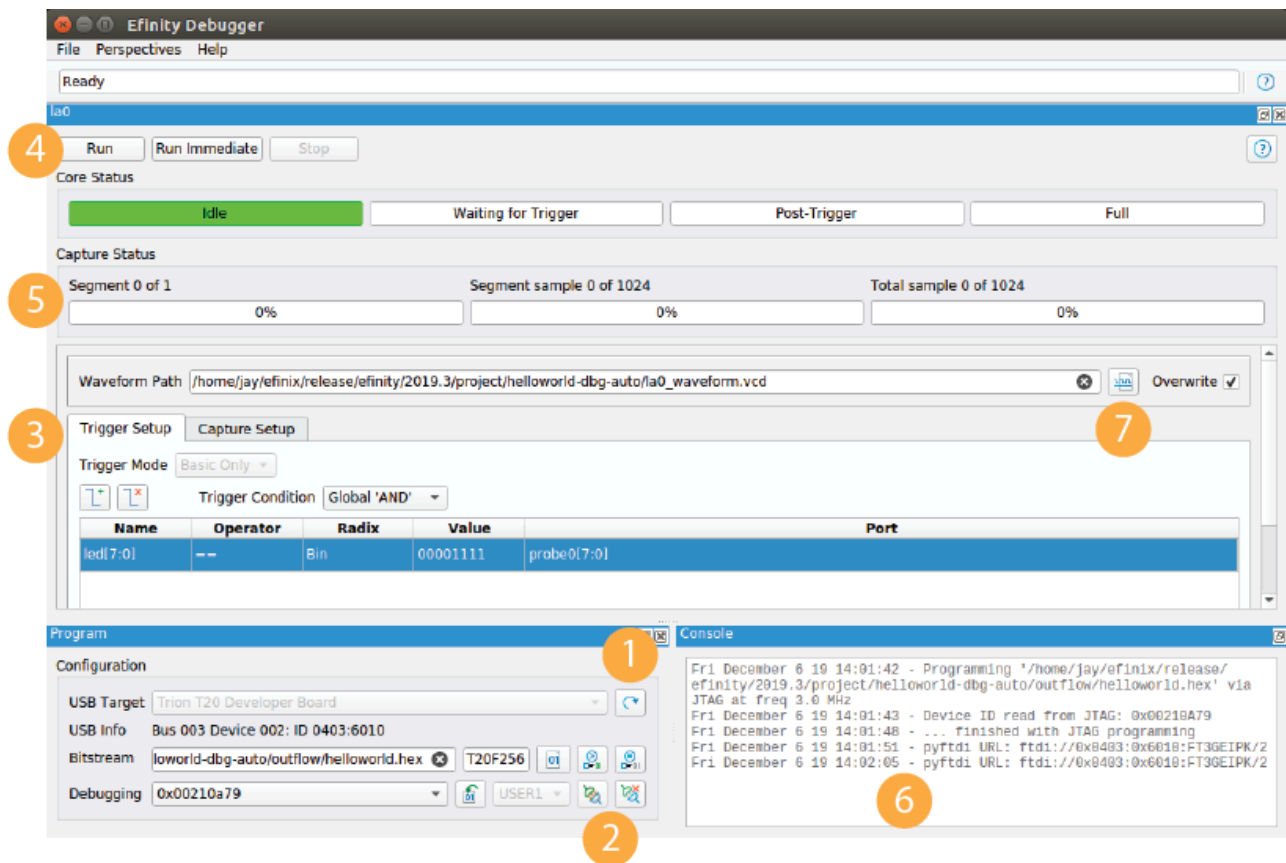 Efinity Debugger
File Perspectives Help
Ready
la0
4
Run Run Immediate Stop
Core Status
Idle Waiting for Trigger Post-Trigger Full
Capture Status
5
Segment 0 of 1 Segment sample 0 of 1024 Total sample 0 of 1024
0% 0% 0%
Waveform Path /home/jay/efinix/release/efinity/2019.3/project/helloworld-dbg-auto/la0_waveform.vcd Overwrite
7
3
Trigger Setup Capture Setup
Trigger Mode Basic Only
Trigger Condition Global 'AND'
Name Operator Radix Value Port
led[7:0] == Bin 00001111 probe0[7:0]
Program
1
Configuration
USB Target Trion T20 Developer Board
USB Info Bus 003 Device 002: ID 0403:6010
Bitstream loworld-dbg-auto/outflow/helloworld.hex T20F256
Debugging 0x00210a79 USER1
2
Console
Fri December 6 19 14:01:42 - Programming '/home/jay/efinix/release/
efinity/2019.3/project/helloworld-dbg-auto/outflow/helloworld.hex' via
JTAG at freq 3.0 MHz
Fri December 6 19 14:01:43 - Device ID read from JTAG: 0x00210A79
Fri December 6 19 14:01:48 - ... finished with JTAG programming
Fri December 6 19 14:01:51 - pyftdi URL: ftdi://0x0403:0x6010:FT3GEIPK/2
Fri December 6 19 14:02:05 - pyftdi URL: ftdi://0x0403:0x6010:FT3GEIPK/2
6